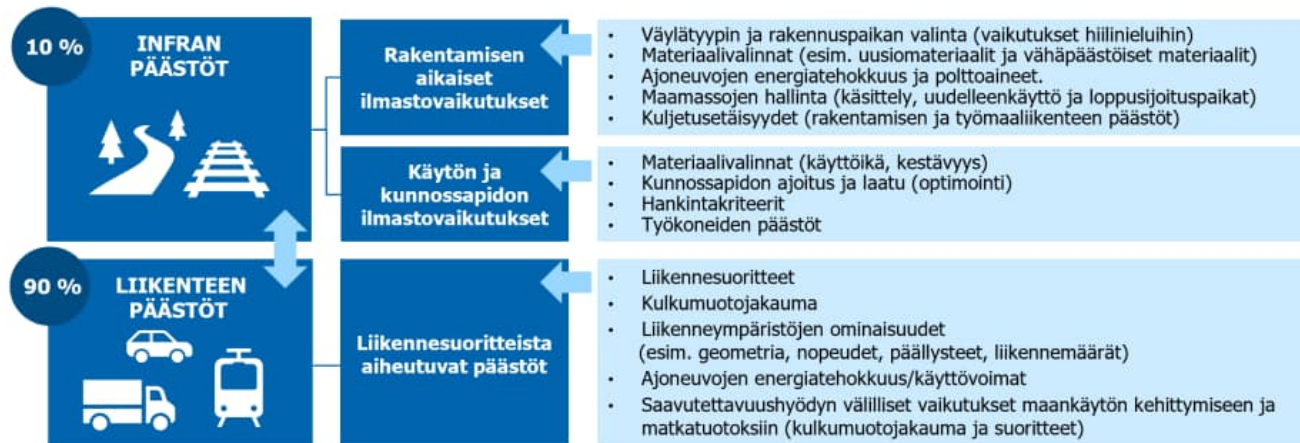 10 %
INFRAN
PÄÄSTÖT
Rakentamisen
aikaiset
ilmastovaikutukset
• Väylätyypin ja rakennuspaikan valinta (vaikutukset hiilinieluihin)
• Materiaalivalinnat (esim. uusiomateriaalit ja vähäpäästöiset materiaalit)
• Ajoneuvojen energiatehokkuus ja polttoaineet.
• Maamassojen hallinta (käsittely, uudelleenkäyttö ja loppusijoituspaikat)
• Kuljetusetäisyydet (rakentamisen ja työmaaliikenteen päästöt)
Käytön ja
kunnossapidon
ilmastovaikutukset
• Materiaalivalinnat (käyttöikä, kestävyys)
• Kunnossapidon ajoitus ja laatu (optimointi)
• Hankintakriteerit
• Työkoneiden päästöt
90 %
LIIKENTEEN
PÄÄSTÖT
Liikennesuoritteista
aiheutuvat päästöt
• Liikennesuoritteet
• Kulkumuotojakauma
• Liikenneympäristöjen ominaisuudet
(esim. geometria, nopeudet, päällysteet, liikennemäärät)
• Ajoneuvojen energiatehokkuus/käyttövoimat
• Saavutettavuushyödyn välilliset vaikutukset maankäytön kehittymiseen ja
matkatuotoksiin (kulkumuotojakauma ja suoritteet)